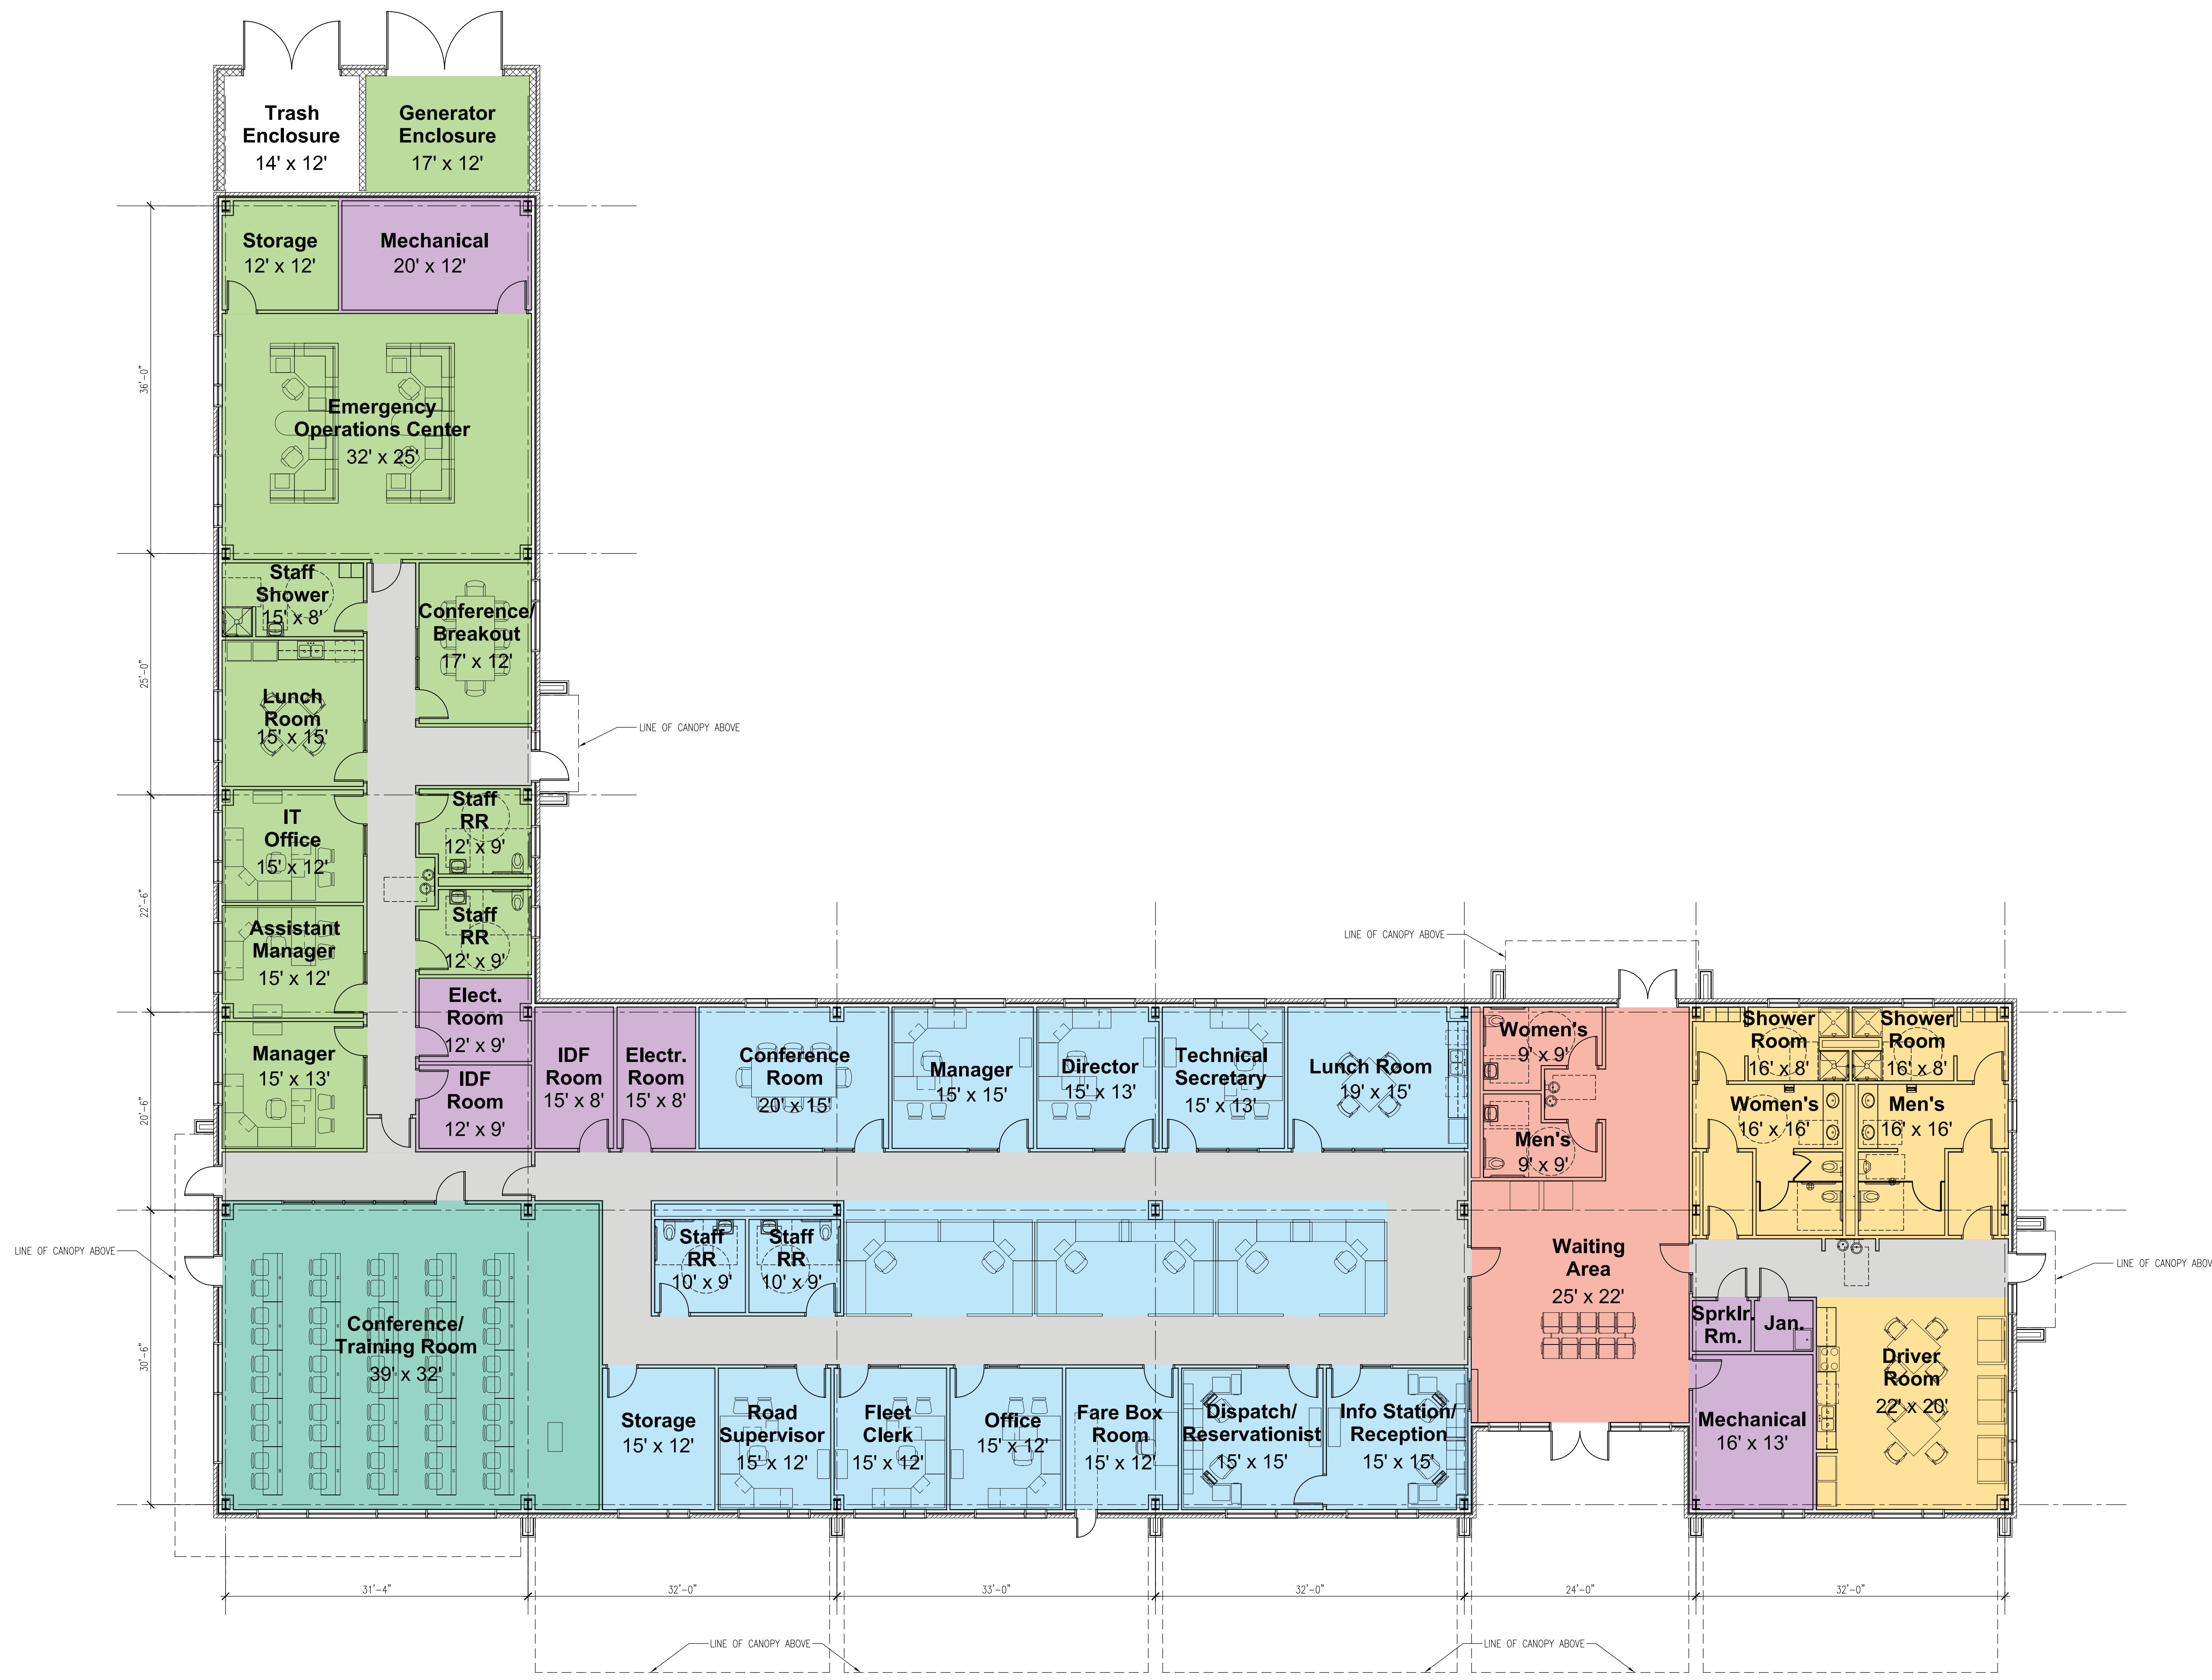 Trash
Enclosure
14' x 12'
Generator
Enclosure
17' x 12'
Storage
12' x 12'
Mechanical
20' x 12'
36'-0"
Emergency
Operations Center
32' x 25'
Staff
Shower
15' x 8'
Conference/
Breakout
17' x 12'
25'-0"
Lunch
Room
15' x 15'
LINE OF CANOPY ABOVE
IT
Office
15' x 12'
Staff
RR
12' x 9'
22'-6"
Assistant
Manager
15' x 12'
Staff
RR
12' x 9'
LINE OF CANOPY ABOVE
Elect.
Room
12' x 9'
20'-6"
Manager
15' x 13'
IDF
Room
12' x 9'
IDF
Room
15' x 8'
Electr.
Room
15' x 8'
Conference
Room
20' x 15'
Manager
15' x 15'
Director
15' x 13'
Technical
Secretary
15' x 13'
Lunch Room
19' x 15'
Women's
9' x 9'
Men's
9' x 9'
Shower
Room
16' x 8'
Shower
Room
16' x 8'
Women's
16' x 16'
Men's
16' x 16'
LINE OF CANOPY ABOVE
Staff
RR
10' x 9'
Staff
RR
10' x 9'
Waiting
Area
25' x 22'
LINE OF CANOPY ABOV
30'-6"
Conference/
Training Room
39' x 32'
Sprklr.
Rm.
Jan.
Driver
Room
22' x 20'
Storage
15' x 12'
Road
Supervisor
15' x 12'
Fleet
Clerk
15' x 12'
Office
15' x 12'
Fare Box
Room
15' x 12'
Dispatch/
Reservationist
15' x 15'
Info Station/
Reception
15' x 15'
Mechanical
16' x 13'
31'-4"
32'-0"
33'-0"
32'-0"
24'-0"
32'-0"
LINE OF CANOPY ABOVE
LINE OF CANOPY ABOVE